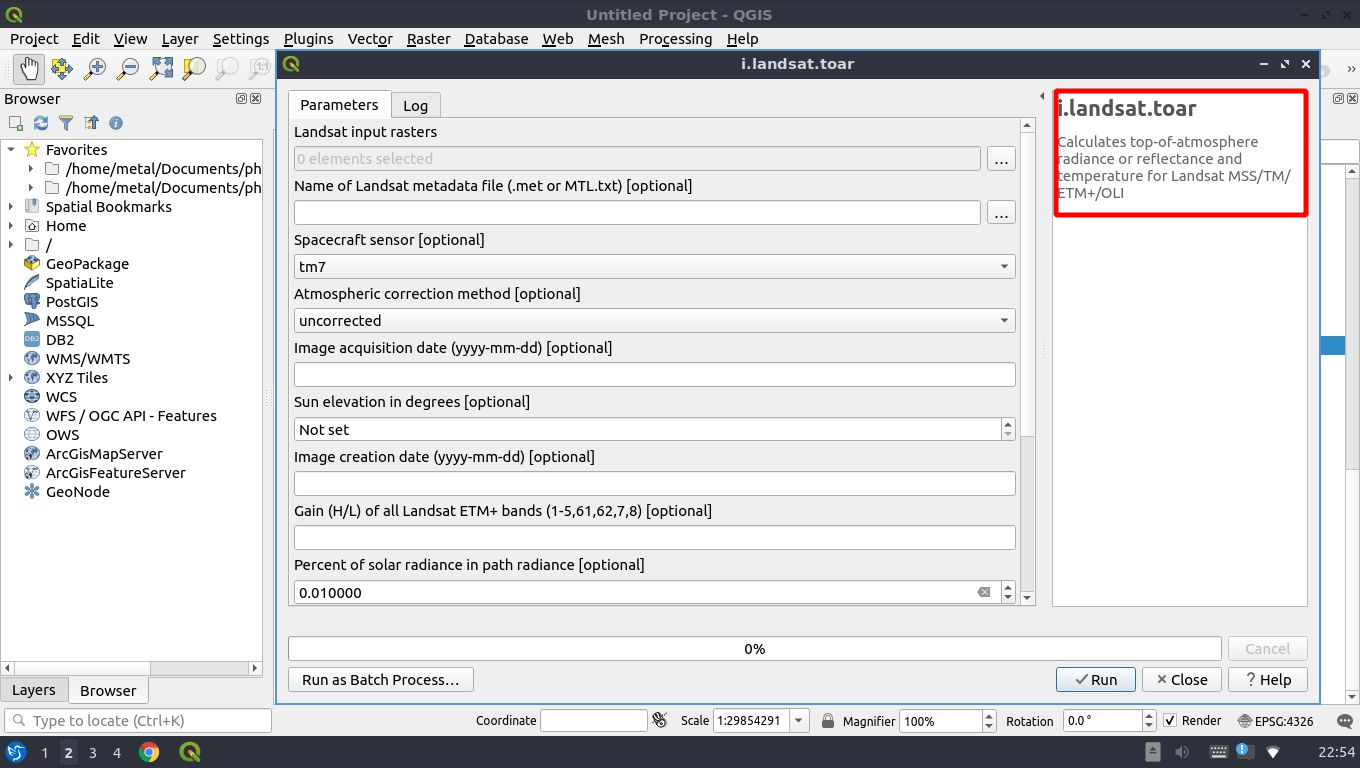 Untitled Project - QGIS
Project Edit View Layer Settings Plugins Vector Raster Database Web Mesh Processing Help
i.landsat.toar
Browser
Favorites
/home/metal/Documents/ph
/home/metal/Documents/ph
Spatial Bookmarks
Home
/
GeoPackage
SpatiaLite
PostGIS
MSSQL
DB2
WMS/WMTS
XYZ Tiles
WCS
WFS / OGC API - Features
OWS
ArcGisMapServer
ArcGisFeatureServer
GeoNode
Layers Browser
Parameters Log
Landsat input rasters
0 elements selected …
Name of Landsat metadata file (.met or MTL.txt) [optional]
…
Spacecraft sensor [optional]
tm7
Atmospheric correction method [optional]
uncorrected
Image acquisition date (yyyy-mm-dd) [optional]
Sun elevation in degrees [optional]
Not set
Image creation date (yyyy-mm-dd) [optional]
Gain (H/L) of all Landsat ETM+ bands (1-5,61,62,7,8) [optional]
Percent of solar radiance in path radiance [optional]
0.010000
i.landsat.toar
Calculates top-of-atmosphere
radiance or reflectance and
temperature for Landsat MSS/TM/
ETM+/OLI
0% Cancel
Run as Batch Process… Run Close Help
Type to locate (Ctrl+K) Coordinate Scale 1:29854291 Magnifier 100% Rotation 0.0 ° Render EPSG:4326
1 2 3 4 22:54